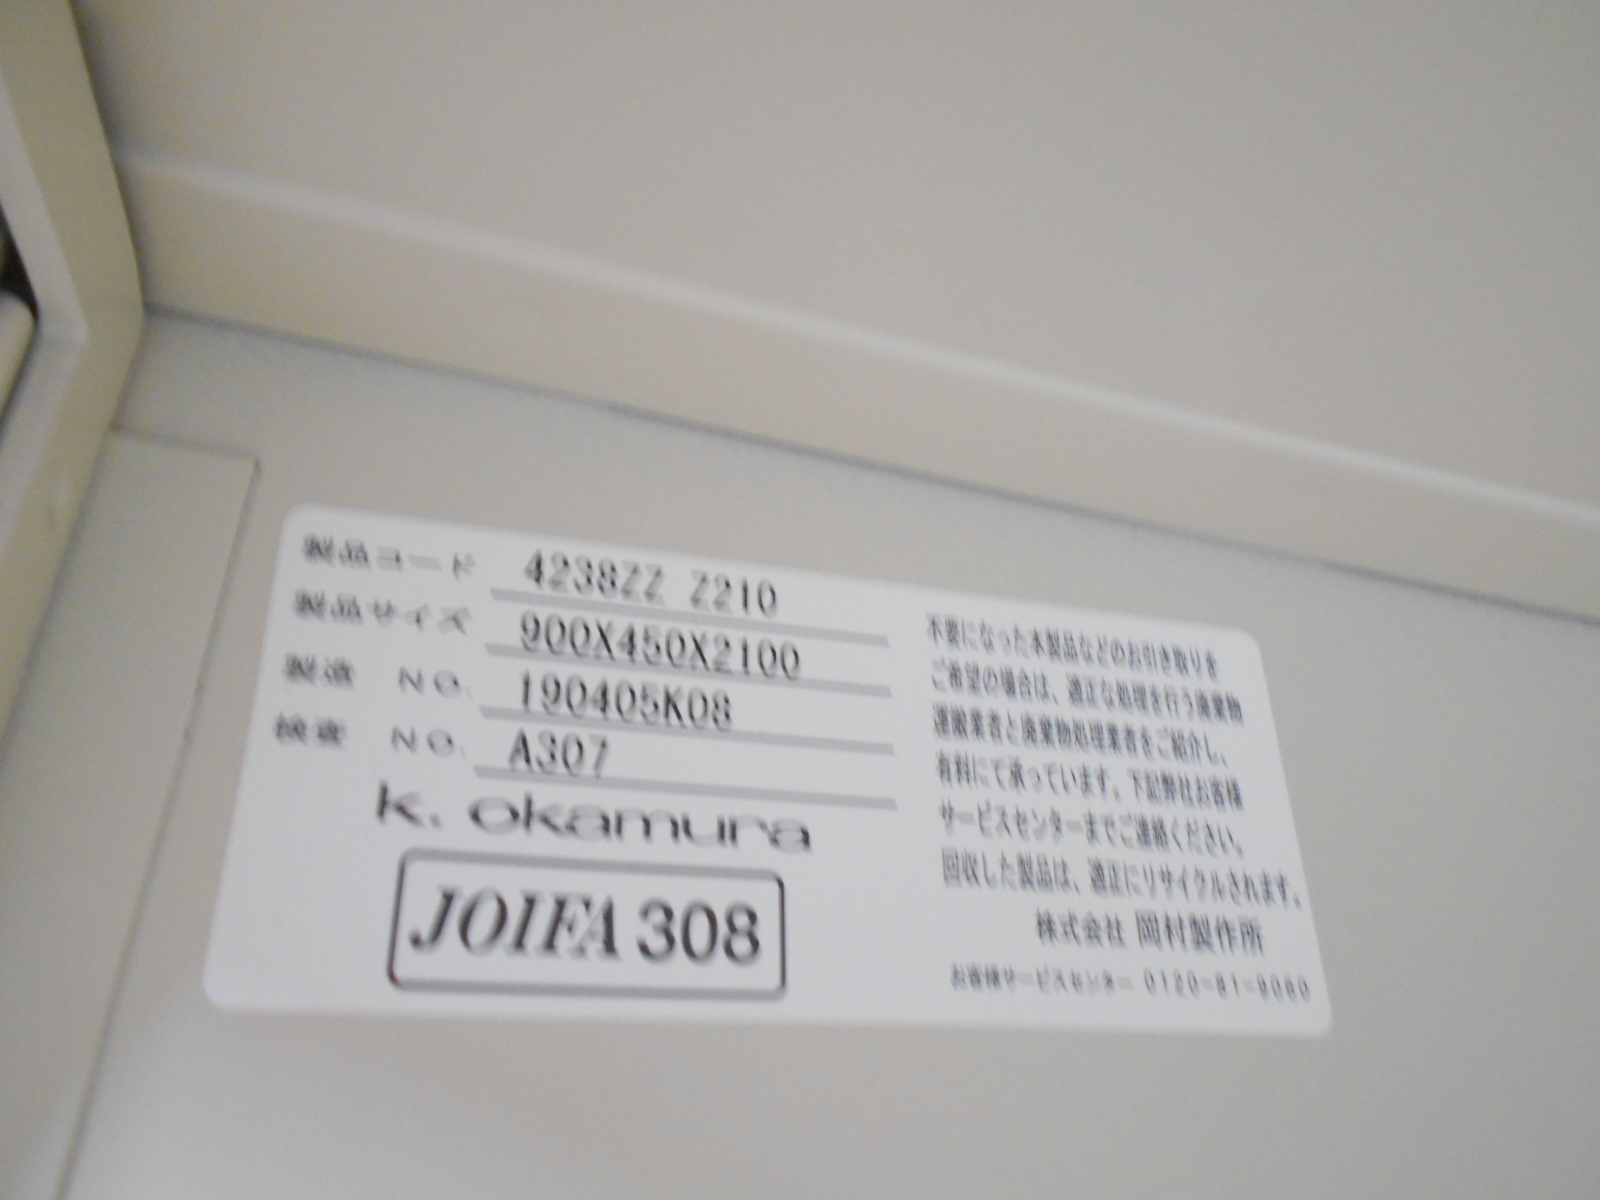 製品コード 4238ZZ Z210
製品サイズ 900X450X2100
製造 NO. 190405K08
検査 NO. A307
k. okamura
JOIFA 308
不要になった本製品などのお引き取りを
ご希望の場合は、適正な処理を行う廃棄物
運搬業者と廃棄物処理業者をご紹介し、
有料にて承っています。下記弊社お客様
サービスセンターまでご連絡ください。
回収した製品は、適正にリサイクルされます。
株式会社 岡村製作所
お客様サービスセンター 0120-81-9060